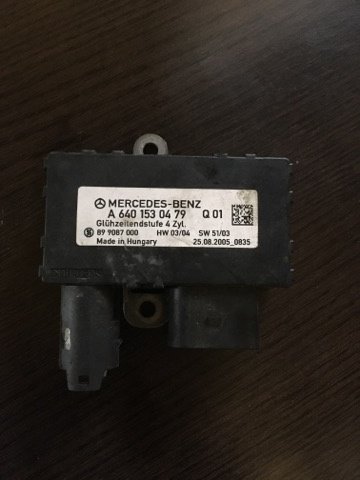 MERCEDES-BENZ
A 640 153 04 79 Q 01
Glühzeitendstufe 4 Zyl.
89 9087 000 HW 03/04 SW 51/03
Made in Hungary 25.08.2005_0835